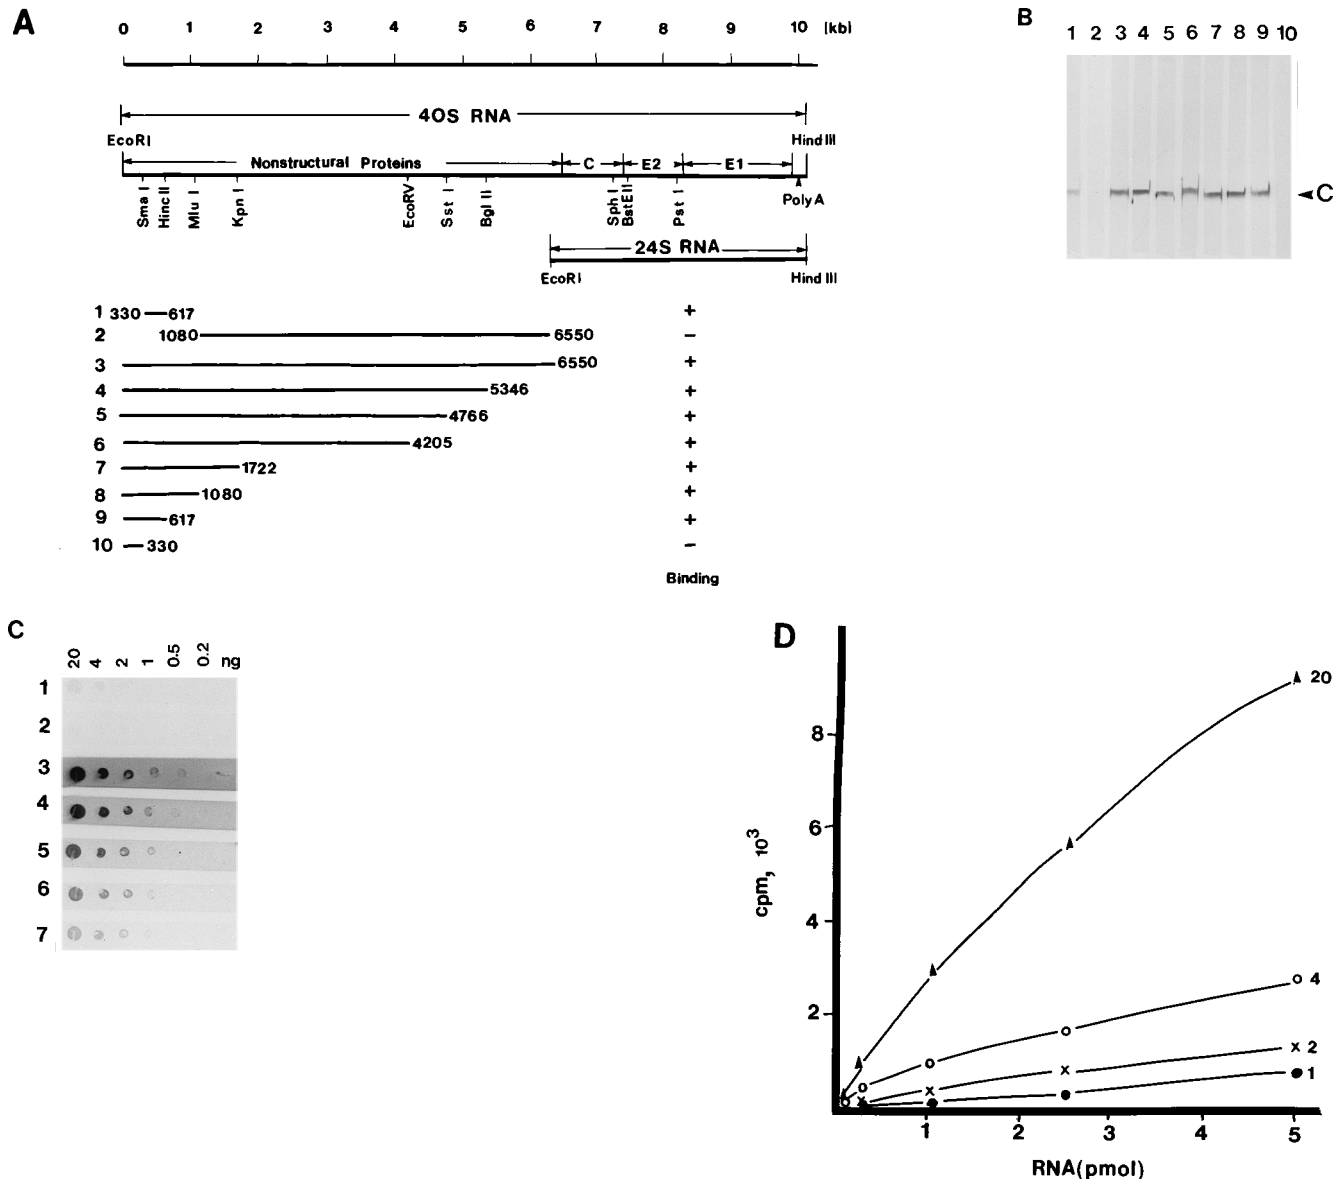 A
0 1 2 3 4 5 6 7 8 9 10 (kb)
40S RNA
EcoRI Hind III
Nonstructural Proteins C E2 E1
Sma I Hinc II Mlu I Kpn I EcoRV Sst I Bgl II Sph I BstE II Pst I Poly A
24S RNA
EcoRI Hind III
1 330 617 +
2 1080 6550 −
3 6550 +
4 5346 +
5 4766 +
6 4205 +
7 1722 +
8 1080 +
9 617 +
10 330 −
Binding
B
1 2 3 4 5 6 7 8 9 10
C
C
20 4 2 1 0.5 0.2 ng
1
2
3
4
5
6
7
D
20
8
6
4
2
4
2
1
cpm, 10³
1 2 3 4 5
RNA(pmol)